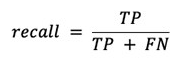 recall = TP / (TP + FN)